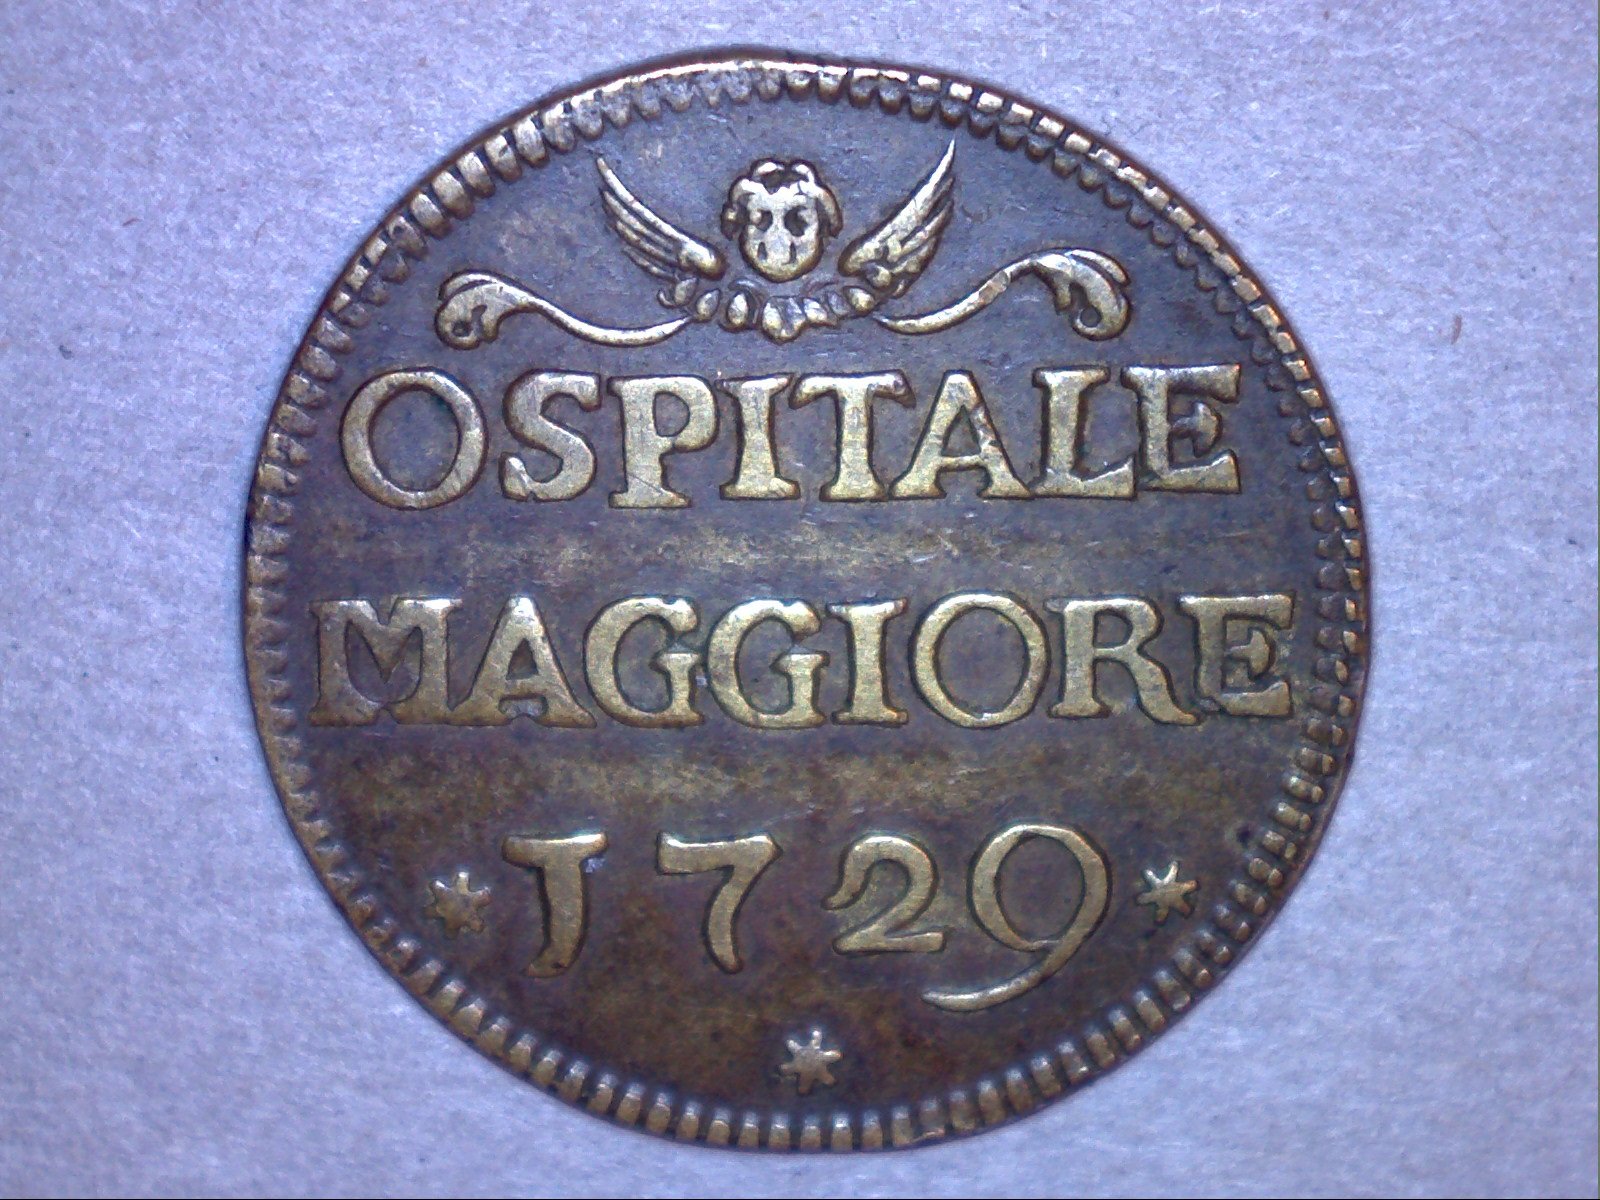 OSPITALE
MAGGIORE
* 1729 *
*